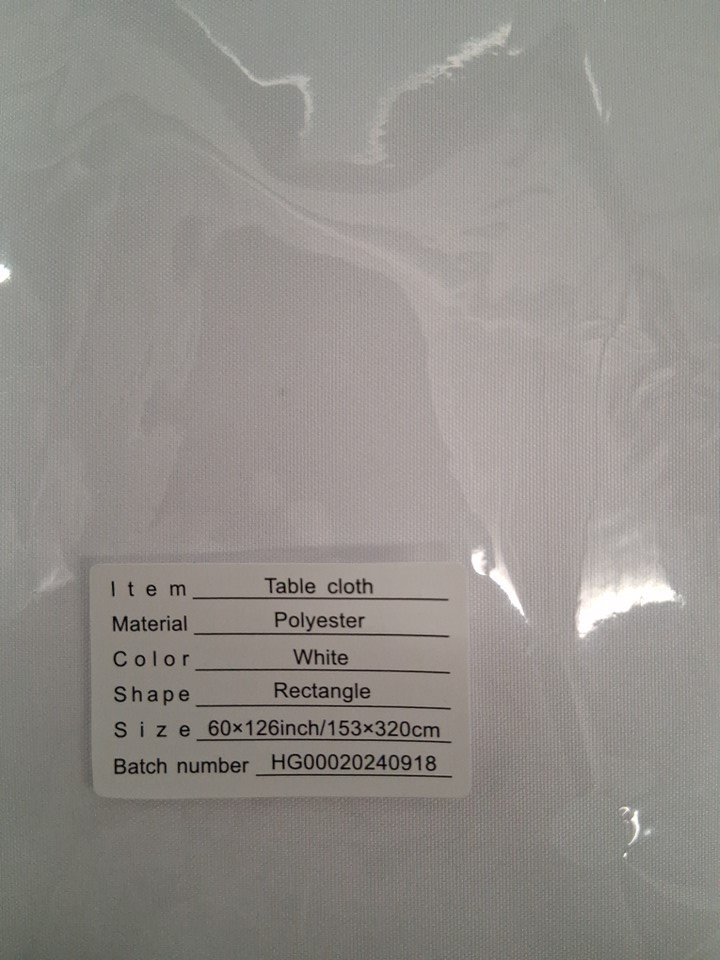 Item Table cloth
Material Polyester
Color White
Shape Rectangle
Size 60×126inch/153×320cm
Batch number HG00020240918